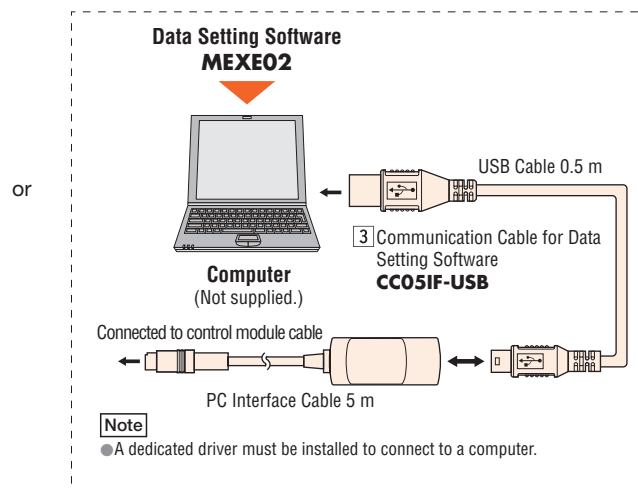 Data Setting Software
MEXE02
or
USB Cable 0.5 m
3 Communication Cable for Data
Setting Software
CC05IF-USB
Computer
(Not supplied.)
Connected to control module cable
PC Interface Cable 5 m
Note
●A dedicated driver must be installed to connect to a computer.